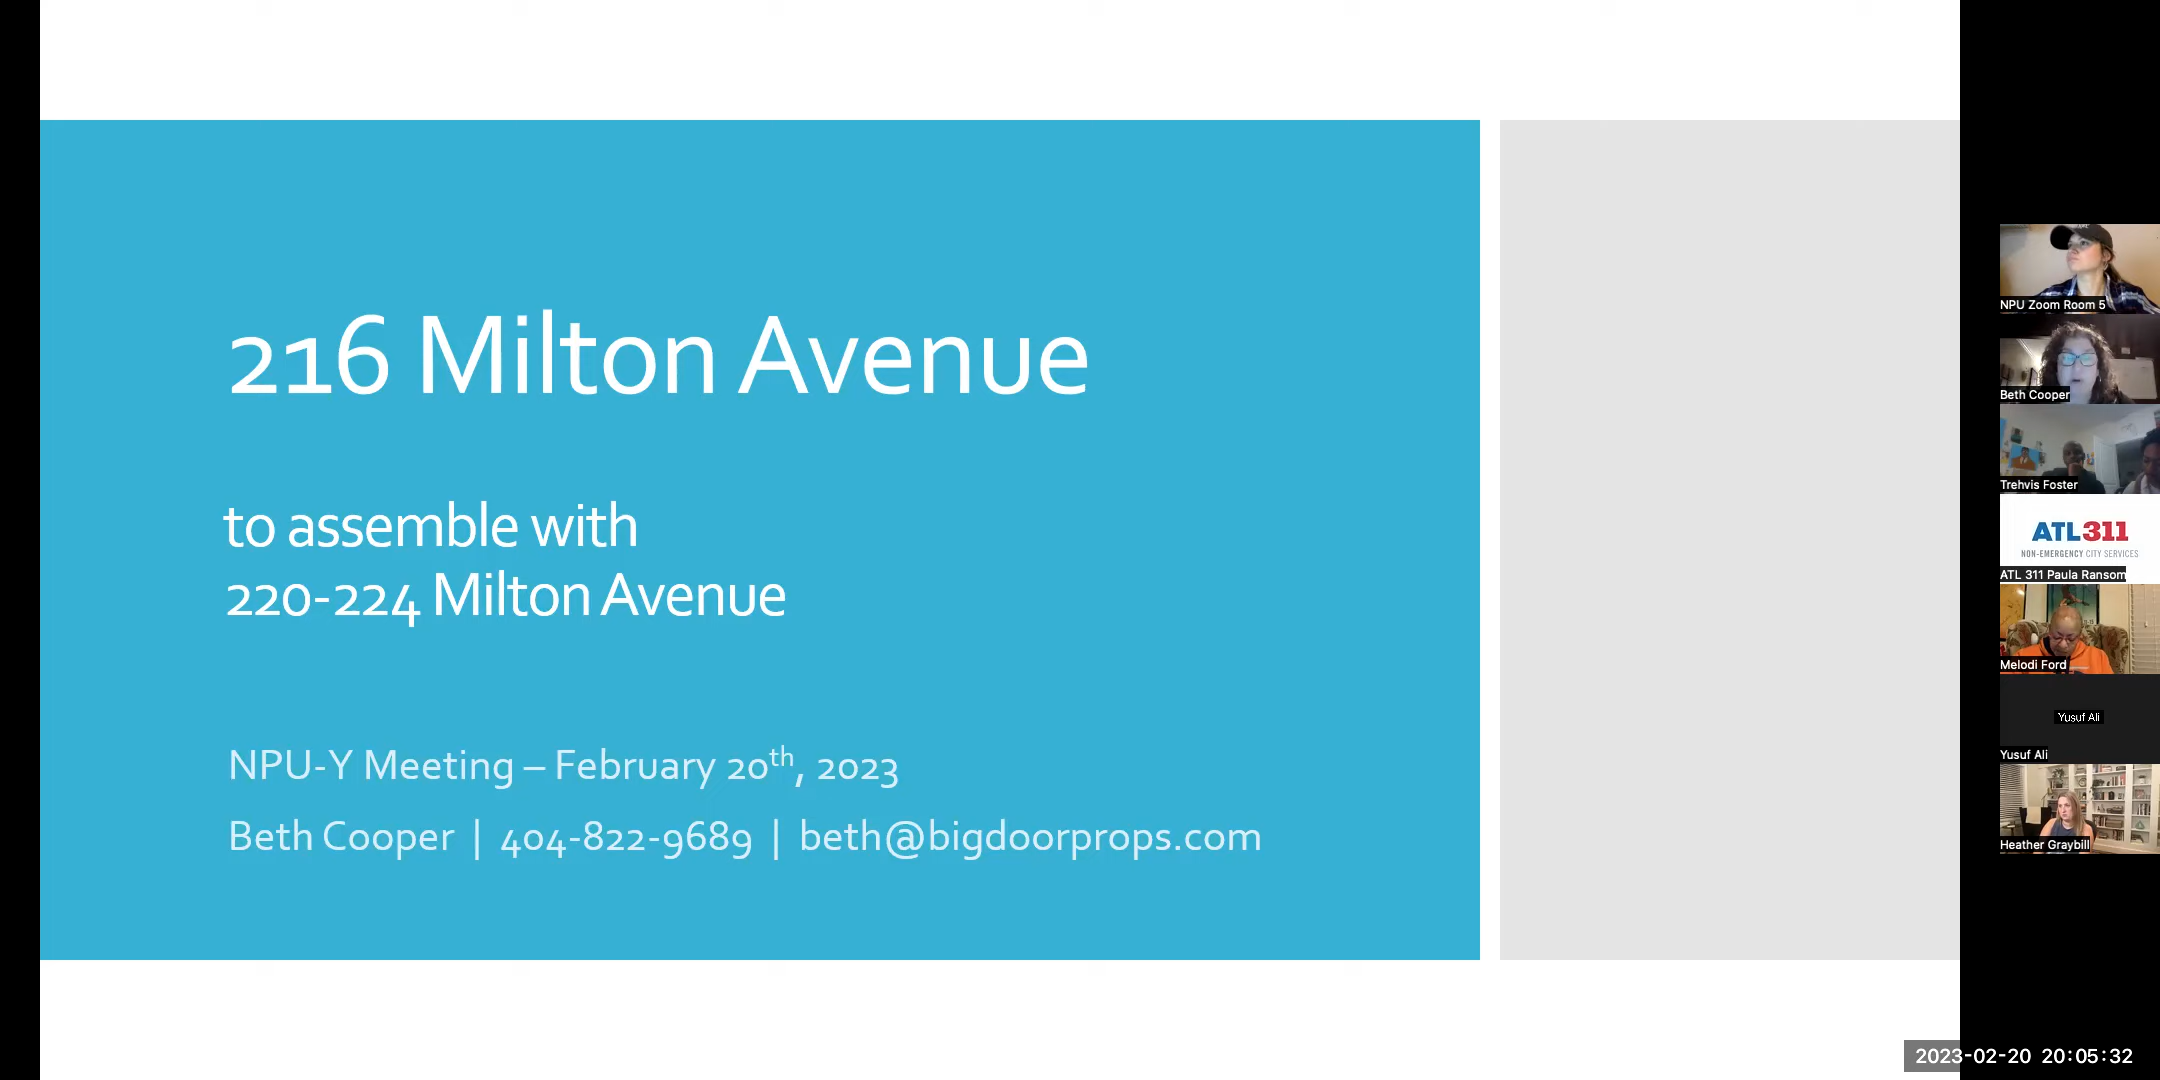 216 Milton Avenue
to assemble with
220-224 Milton Avenue
NPU-Y Meeting – February 20th, 2023
Beth Cooper | 404-822-9689 | beth@bigdoorprops.com
NPU Zoom Room 5
Beth Cooper
Trehvis Foster
ATL311
NON-EMERGENCY CITY SERVICES
ATL 311 Paula Ransom
Melodi Ford
Yusuf Ali
Yusuf Ali
Heather Graybill
2023-02-20 20:05:32